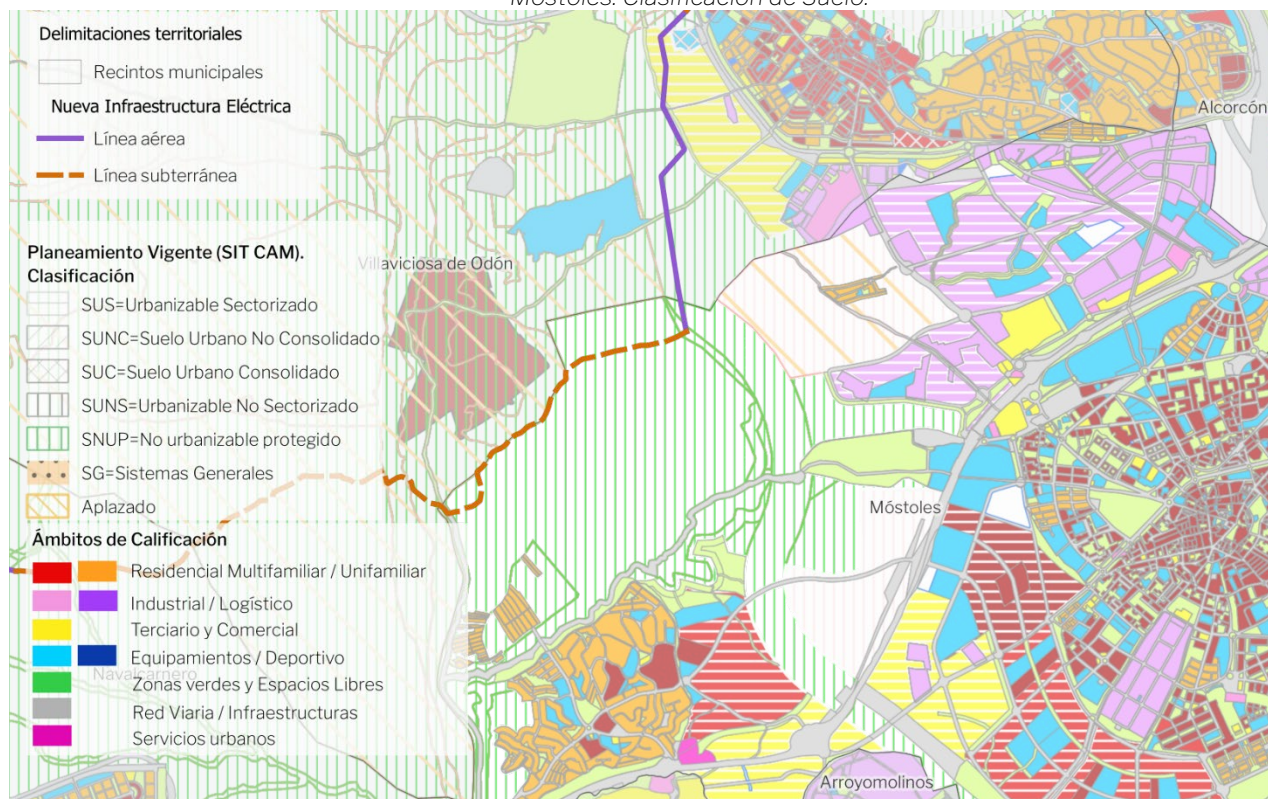 Móstoles. Clasificación de Suelo.
Delimitaciones territoriales
Recintos municipales
Nueva Infraestructura Eléctrica
Línea aérea
Línea subterránea
Planeamiento Vigente (SIT CAM).
Clasificación
SUS=Urbanizable Sectorizado
SUNC=Suelo Urbano No Consolidado
SUC=Suelo Urbano Consolidado
SUNS=Urbanizable No Sectorizado
SNUP=No urbanizable protegido
SG=Sistemas Generales
Aplazado
Ámbitos de Calificación
Residencial Multifamiliar / Unifamiliar
Industrial / Logístico
Terciario y Comercial
Equipamientos / Deportivo
Zonas verdes y Espacios Libres
Red Viaria / Infraestructuras
Servicios urbanos
Navalcarnero
Villaviciosa de Odón
Alcorcón
Móstoles
Arroyomolinos